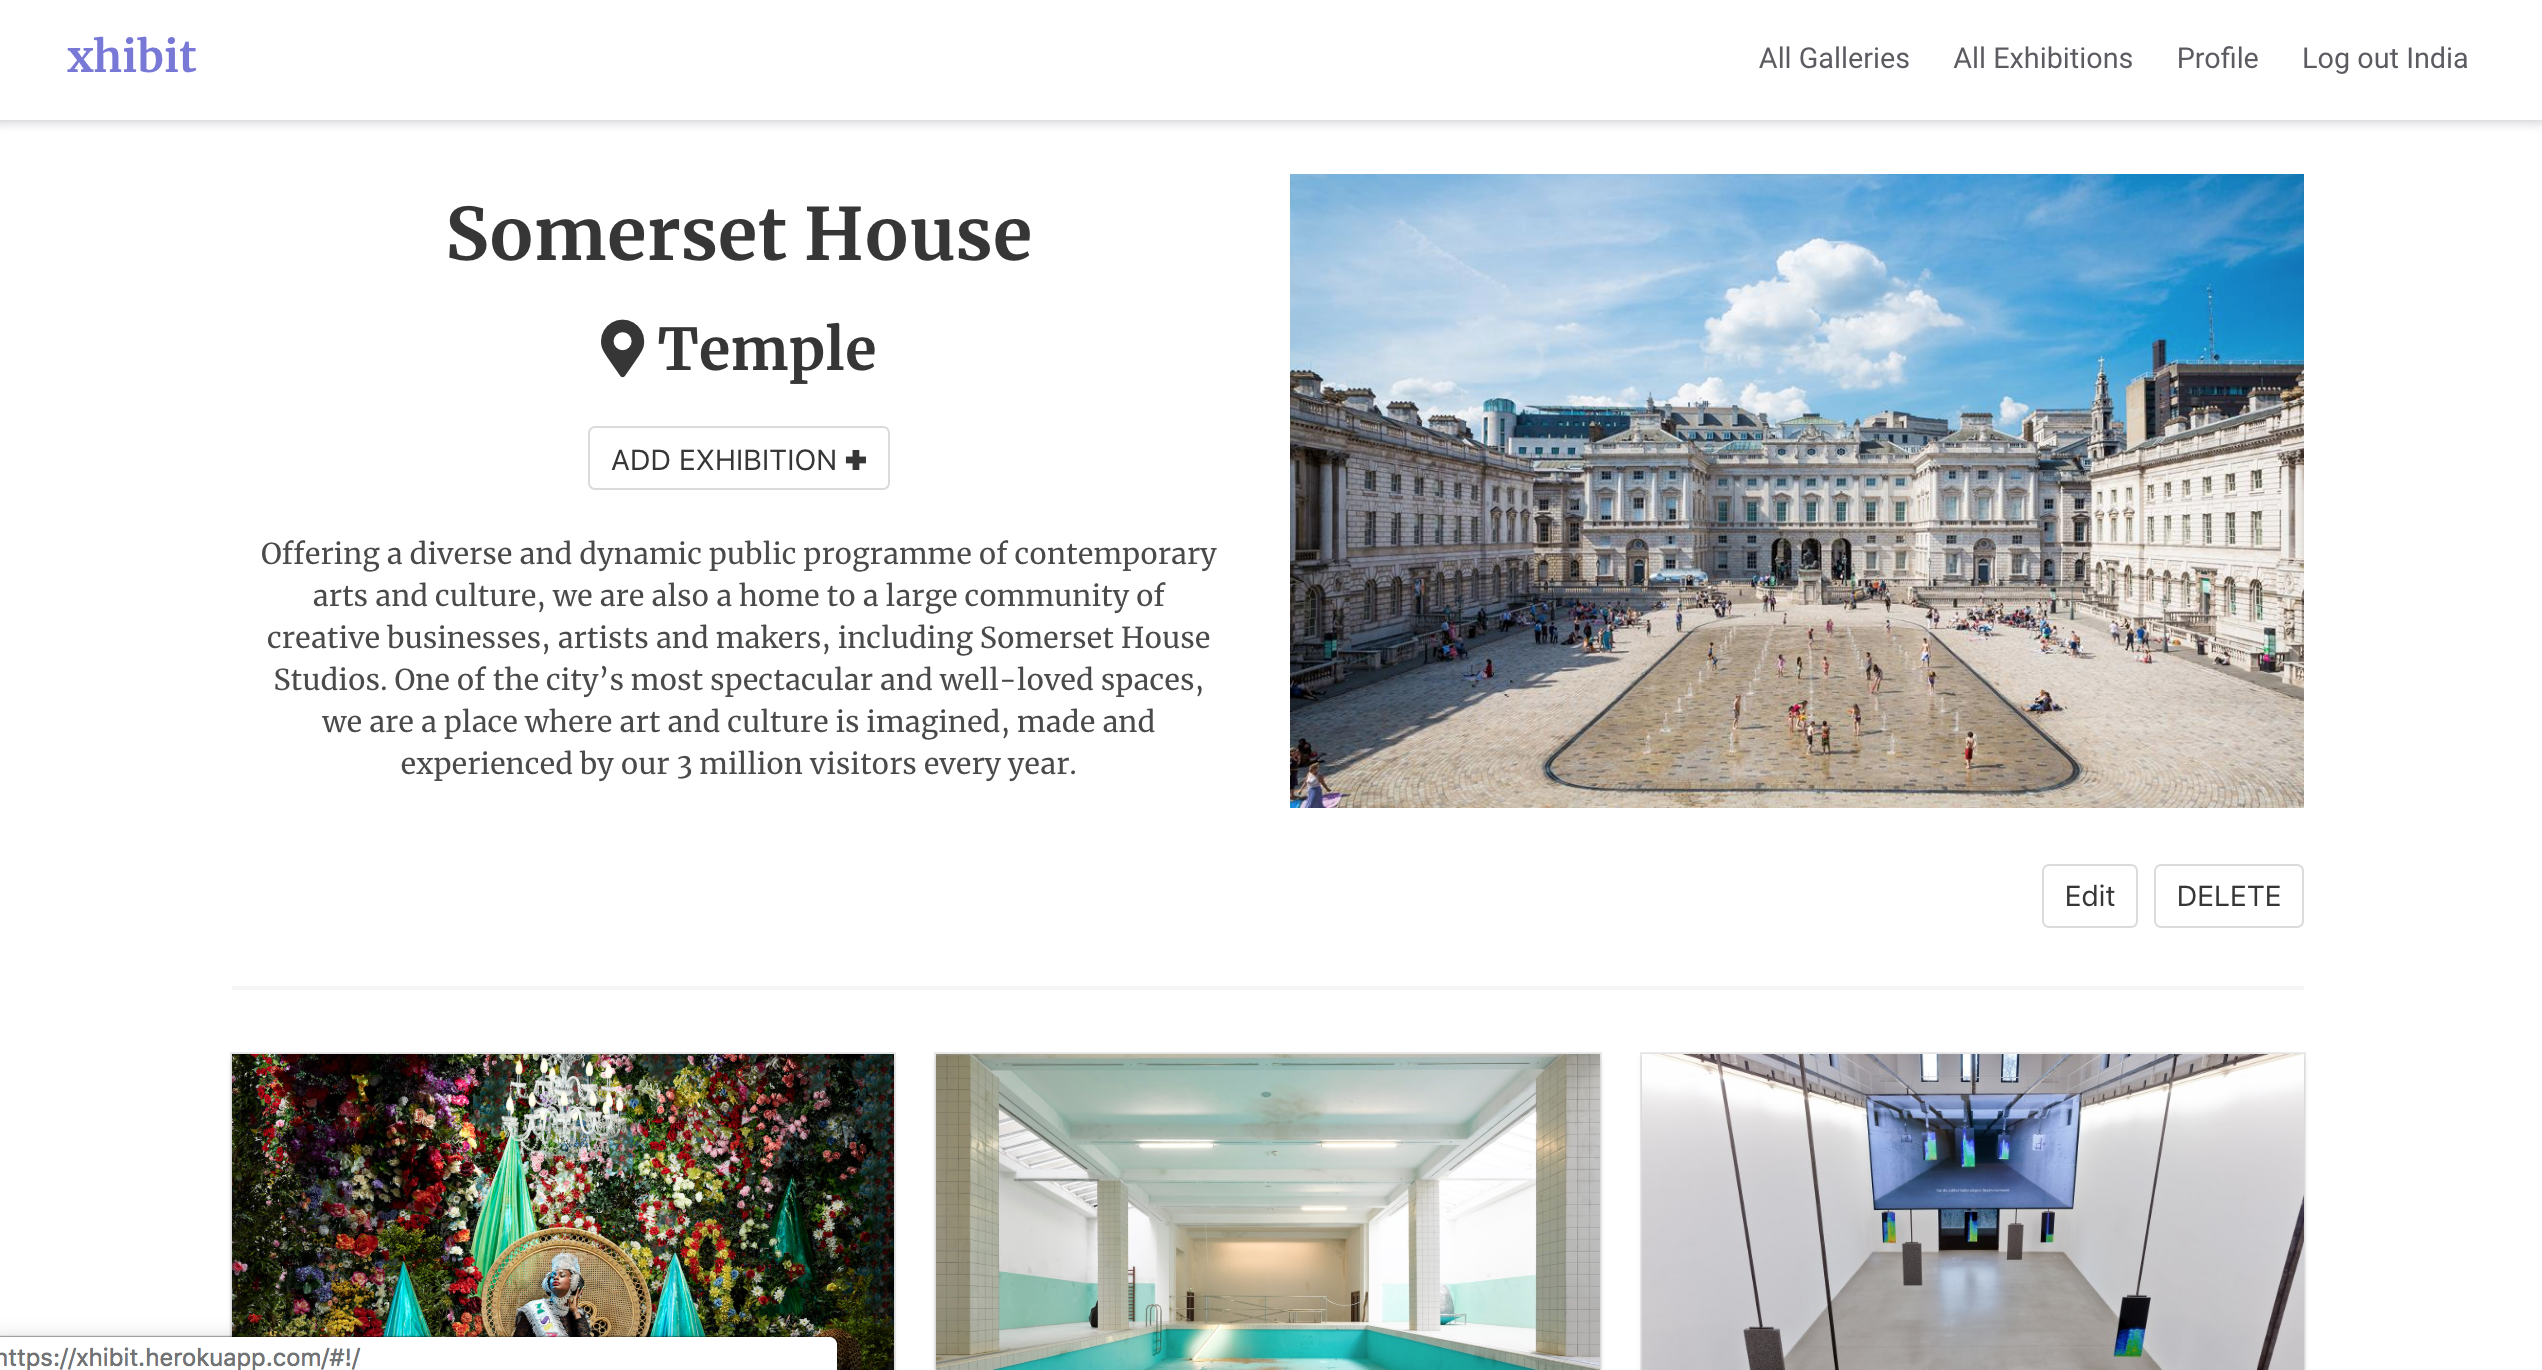 xhibit
All Galleries All Exhibitions Profile Log out India
Somerset House
Temple
ADD EXHIBITION
Offering a diverse and dynamic public programme of contemporary
arts and culture, we are also a home to a large community of
creative businesses, artists and makers, including Somerset House
Studios. One of the city’s most spectacular and well-loved spaces,
we are a place where art and culture is imagined, made and
experienced by our 3 million visitors every year.
Edit DELETE
ttps://xhibit.herokuapp.com/#!/